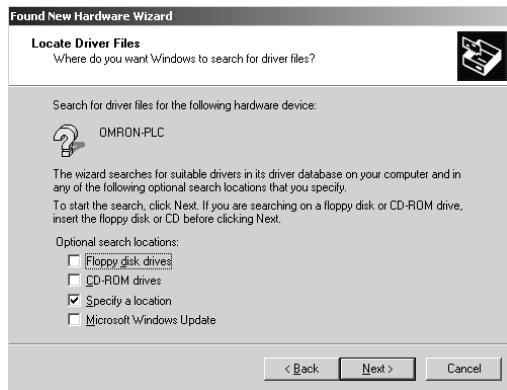 Found New Hardware Wizard
Locate Driver Files
Where do you want Windows to search for driver files?
Search for driver files for the following hardware device:
OMRON-PLC
The wizard searches for suitable drivers in its driver database on your computer and in
any of the following optional search locations that you specify.
To start the search, click Next. If you are searching on a floppy disk or CD-ROM drive,
insert the floppy disk or CD before clicking Next.
Optional search locations:
Floppy disk drives
CD-ROM drives
Specify a location
Microsoft Windows Update
< Back Next > Cancel